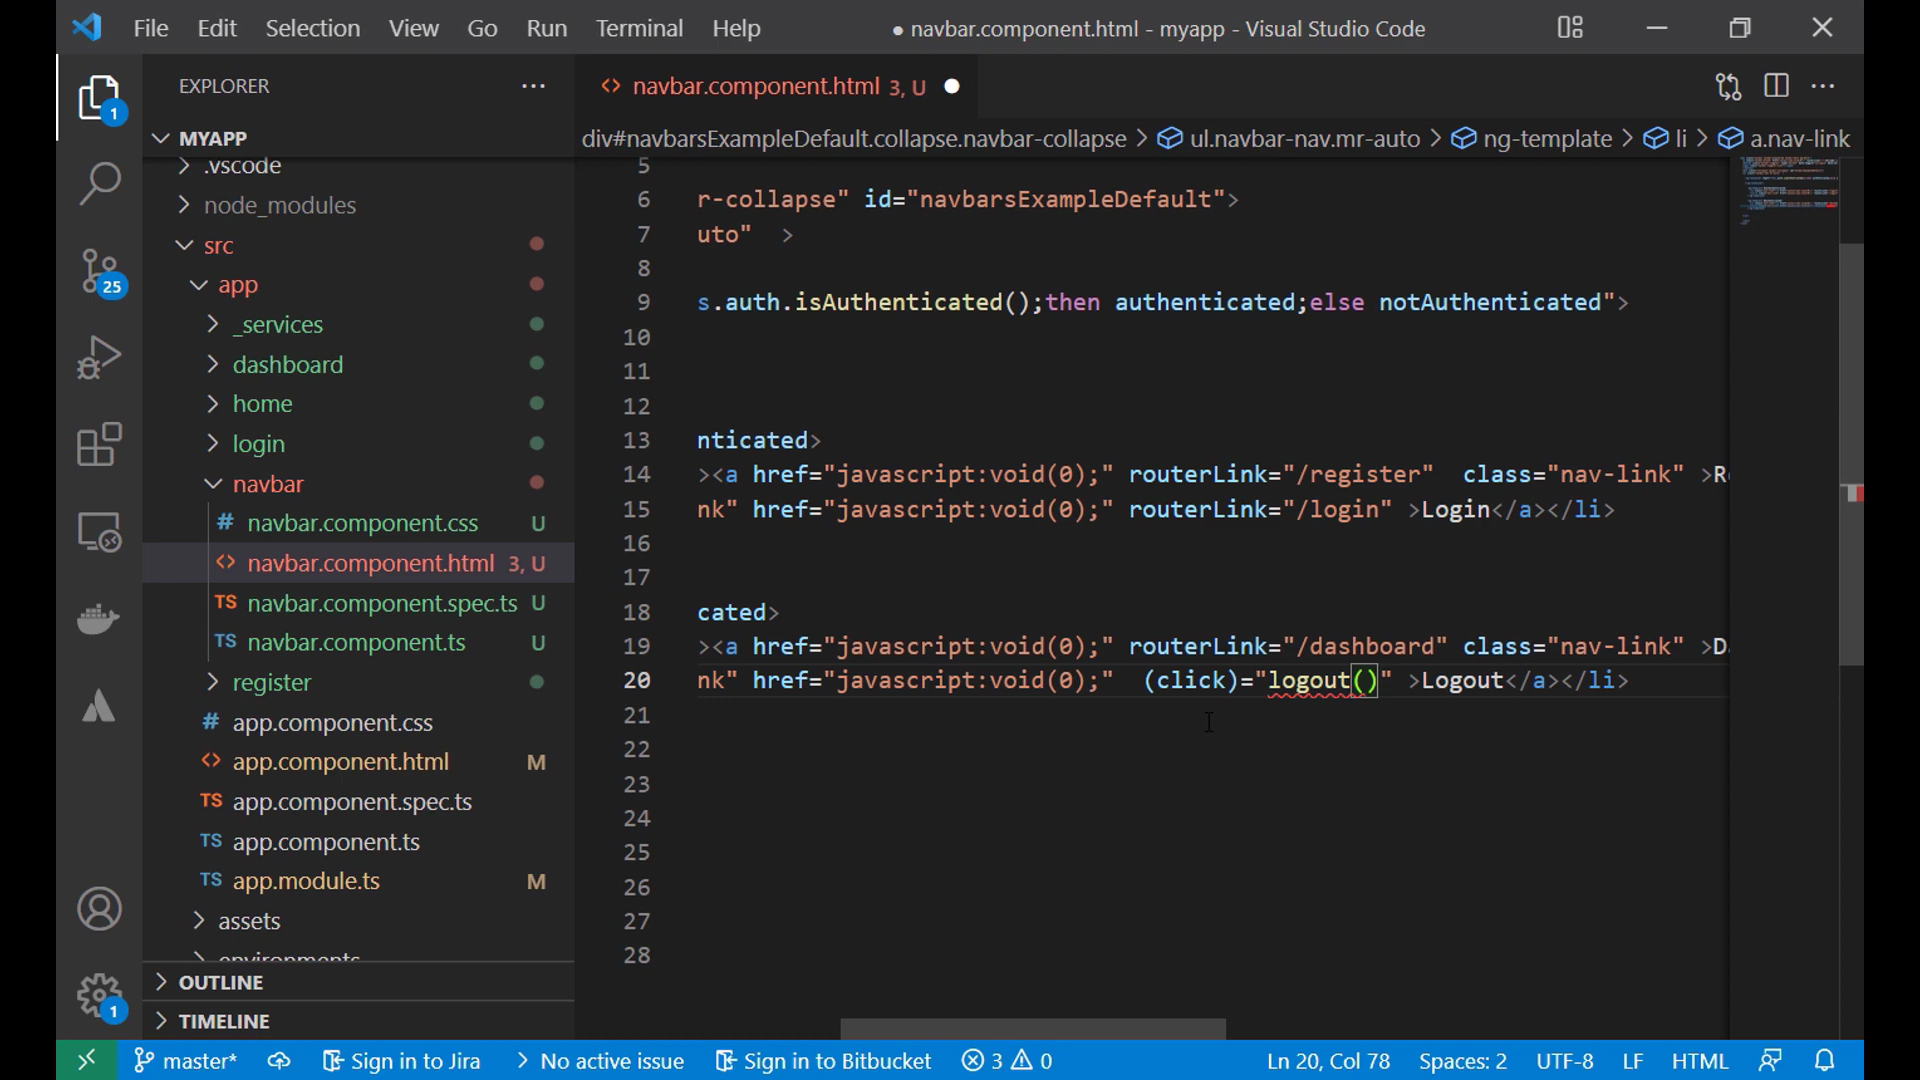 File Edit Selection View Go Run Terminal Help
● navbar.component.html - myapp - Visual Studio Code
EXPLORER
navbar.component.html 3, U
MYAPP
div#navbarsExampleDefault.collapse.navbar-collapse > ul.navbar-nav.mr-auto > ng-template > li > a.nav-link
.vscode
node_modules
src
app
_services
dashboard
home
login
navbar
navbar.component.css U
navbar.component.html 3, U
navbar.component.spec.ts U
navbar.component.ts U
register
app.component.css
app.component.html M
app.component.spec.ts
app.component.ts
app.module.ts M
assets
environments
OUTLINE
TIMELINE
1
25
1
5
6 r-collapse" id="navbarsExampleDefault">
7 uto"  >
8
9 s.auth.isAuthenticated();then authenticated;else notAuthenticated">
10
11
12
13 nticated>
14 ><a href="javascript:void(0);" routerLink="/register"  class="nav-link" >R
15 nk" href="javascript:void(0);" routerLink="/login" >Login</a></li>
16
17
18 cated>
19 ><a href="javascript:void(0);" routerLink="/dashboard" class="nav-link" >D
20 nk" href="javascript:void(0);"  (click)="logout()" >Logout</a></li>
21
22
23
24
25
26
27
28
master* Sign in to Jira No active issue Sign in to Bitbucket 3 0 Ln 20, Col 78 Spaces: 2 UTF-8 LF HTML